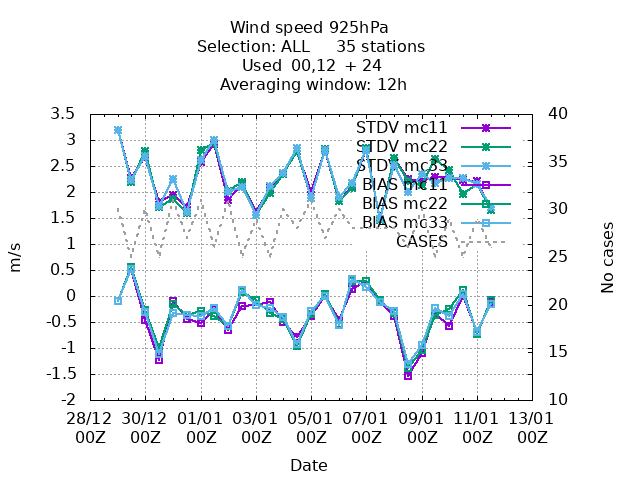 Wind speed 925hPa
Selection: ALL 35 stations
Used 00,12 + 24
Averaging window: 12h
3.5
3
2.5
2
1.5
1
0.5
0
-0.5
-1
-1.5
-2
m/s
40
35
30
25
20
15
10
No cases
STDV mc11
STDV mc22
STDV mc33
BIAS mc11
BIAS mc22
BIAS mc33
CASES
28/12 30/12 01/01 03/01 05/01 07/01 09/01 11/01 13/01
00Z 00Z 00Z 00Z 00Z 00Z 00Z 00Z 00Z
Date